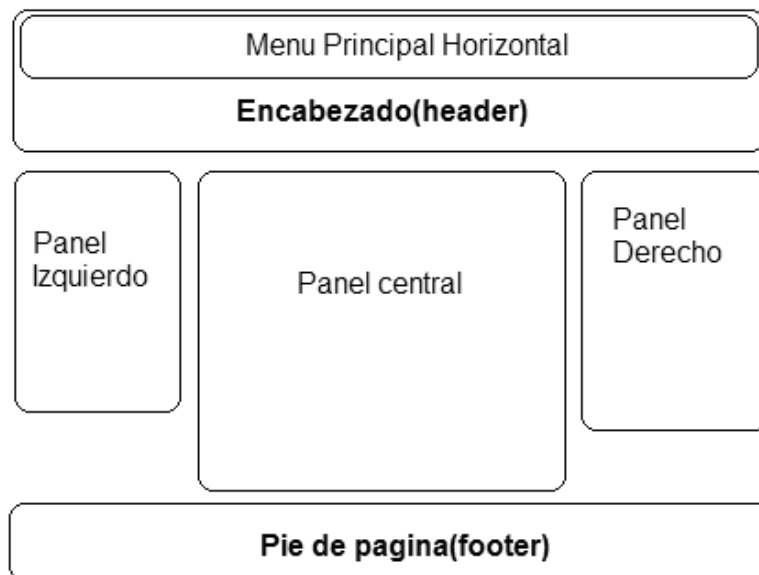 Menu Principal Horizontal
Encabezado(header)
Panel
Izquierdo
Panel central
Panel
Derecho
Pie de pagina(footer)